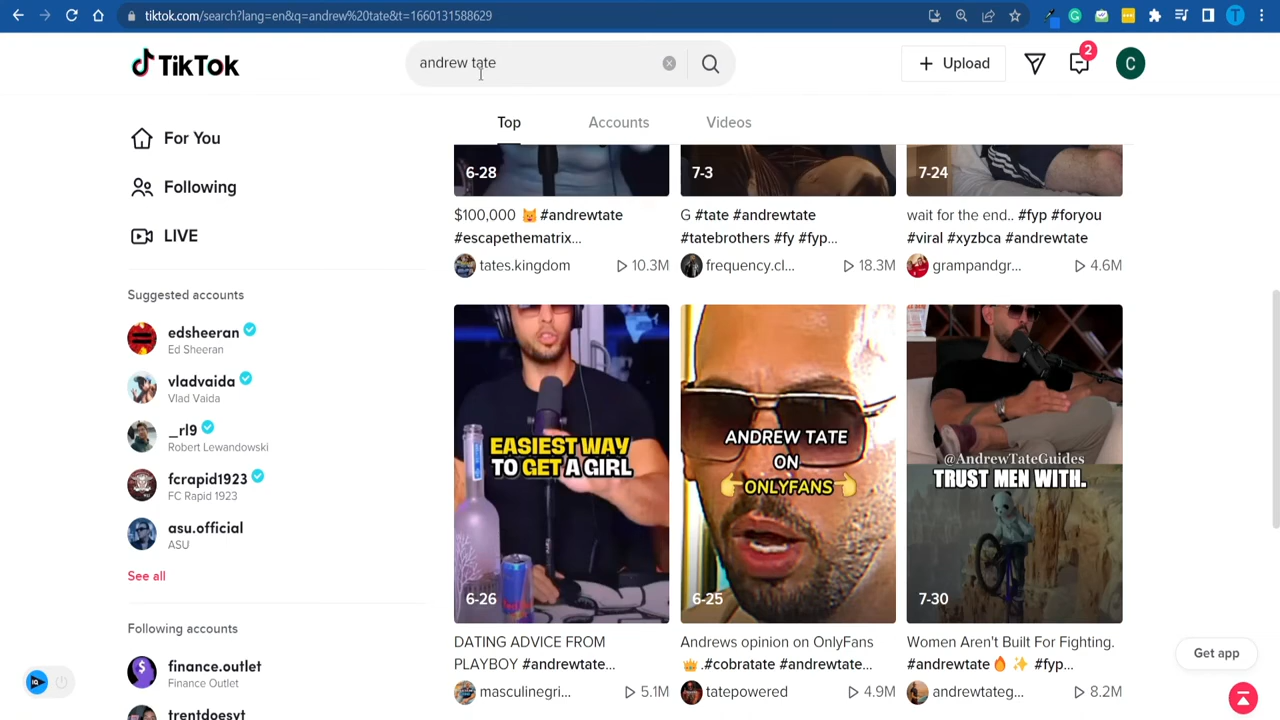 tiktok.com/search?lang=en&q=andrew%20tate&t=1660131588629
T
TikTok
andrew tate
Upload
2
C
For You
Following
LIVE
Suggested accounts
edsheeran
Ed Sheeran
vladvaida
Vlad Vaida
_rl9
Robert Lewandowski
fcrapid1923
FC Rapid 1923
asu.official
ASU
See all
Following accounts
finance.outlet
Finance Outlet
trentdoesyt
Top Accounts Videos
6-28
$100,000 😺 #andrewtate
#escapethematrix...
tates.kingdom 10.3M
7-3
G #tate #andrewtate
#tatebrothers #fy #fyp...
frequency.cl... 18.3M
7-24
wait for the end.. #fyp #foryou
#viral #xyzbca #andrewtate
grampandgr... 4.6M
EASIEST WAY
TO GET A GIRL
6-26
DATING ADVICE FROM
PLAYBOY #andrewtate...
masculinegri... 5.1M
ANDREW TATE
ON
👉ONLYFANS👈
6-25
Andrews opinion on OnlyFans
👑.#cobratate #andrewtate...
tatepowered 4.9M
@AndrewTateGuides
TRUST MEN WITH.
7-30
Women Aren't Built For Fighting.
#andrewtate🔥✨ #fyp...
andrewtateg... 8.2M
Get app